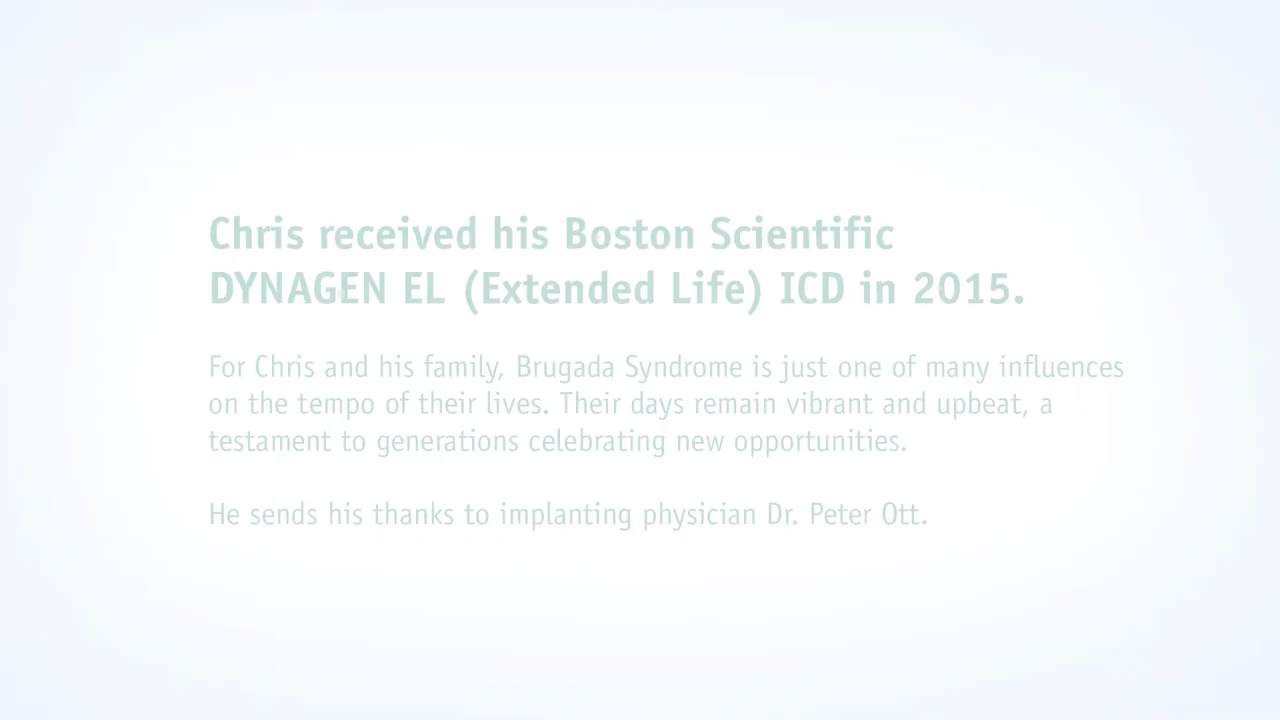 Chris received his Boston Scientific
DYNAGEN EL (Extended Life) ICD in 2015.
For Chris and his family, Brugada Syndrome is just one of many influences
on the tempo of their lives. Their days remain vibrant and upbeat, a
testament to generations celebrating new opportunities.
He sends his thanks to implanting physician Dr. Peter Ott.